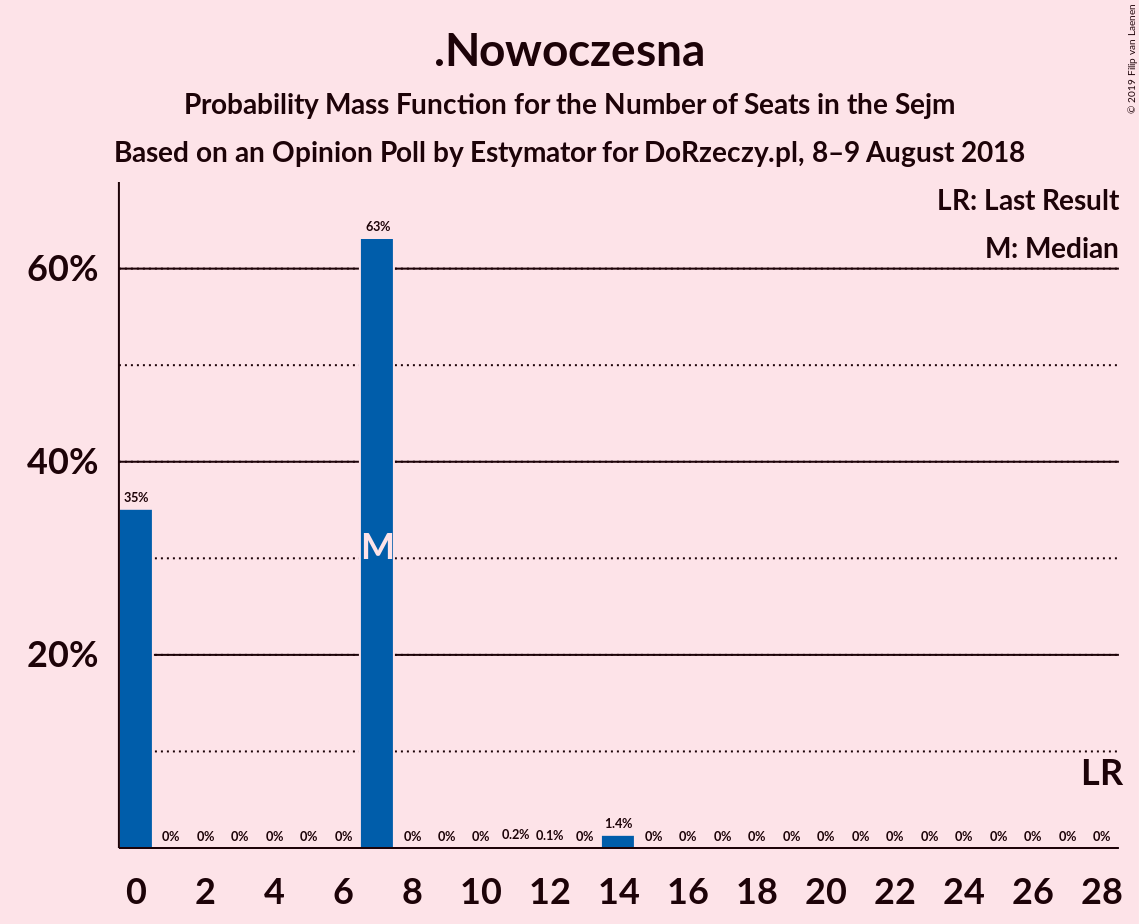 .Nowoczesna
Probability Mass Function for the Number of Seats in the Sejm
Based on an Opinion Poll by Estymator for DoRzeczy.pl, 8–9 August 2018
© 2019 Filip van Laenen
LR: Last Result
M: Median
63%
60%
40%
35%
M
20%
LR
0% 0% 0% 0% 0% 0% 0% 0% 0% 0.2% 0.1% 0% 1.4% 0% 0% 0% 0% 0% 0% 0% 0% 0% 0% 0% 0% 0% 0%
0 2 4 6 8 10 12 14 16 18 20 22 24 26 28